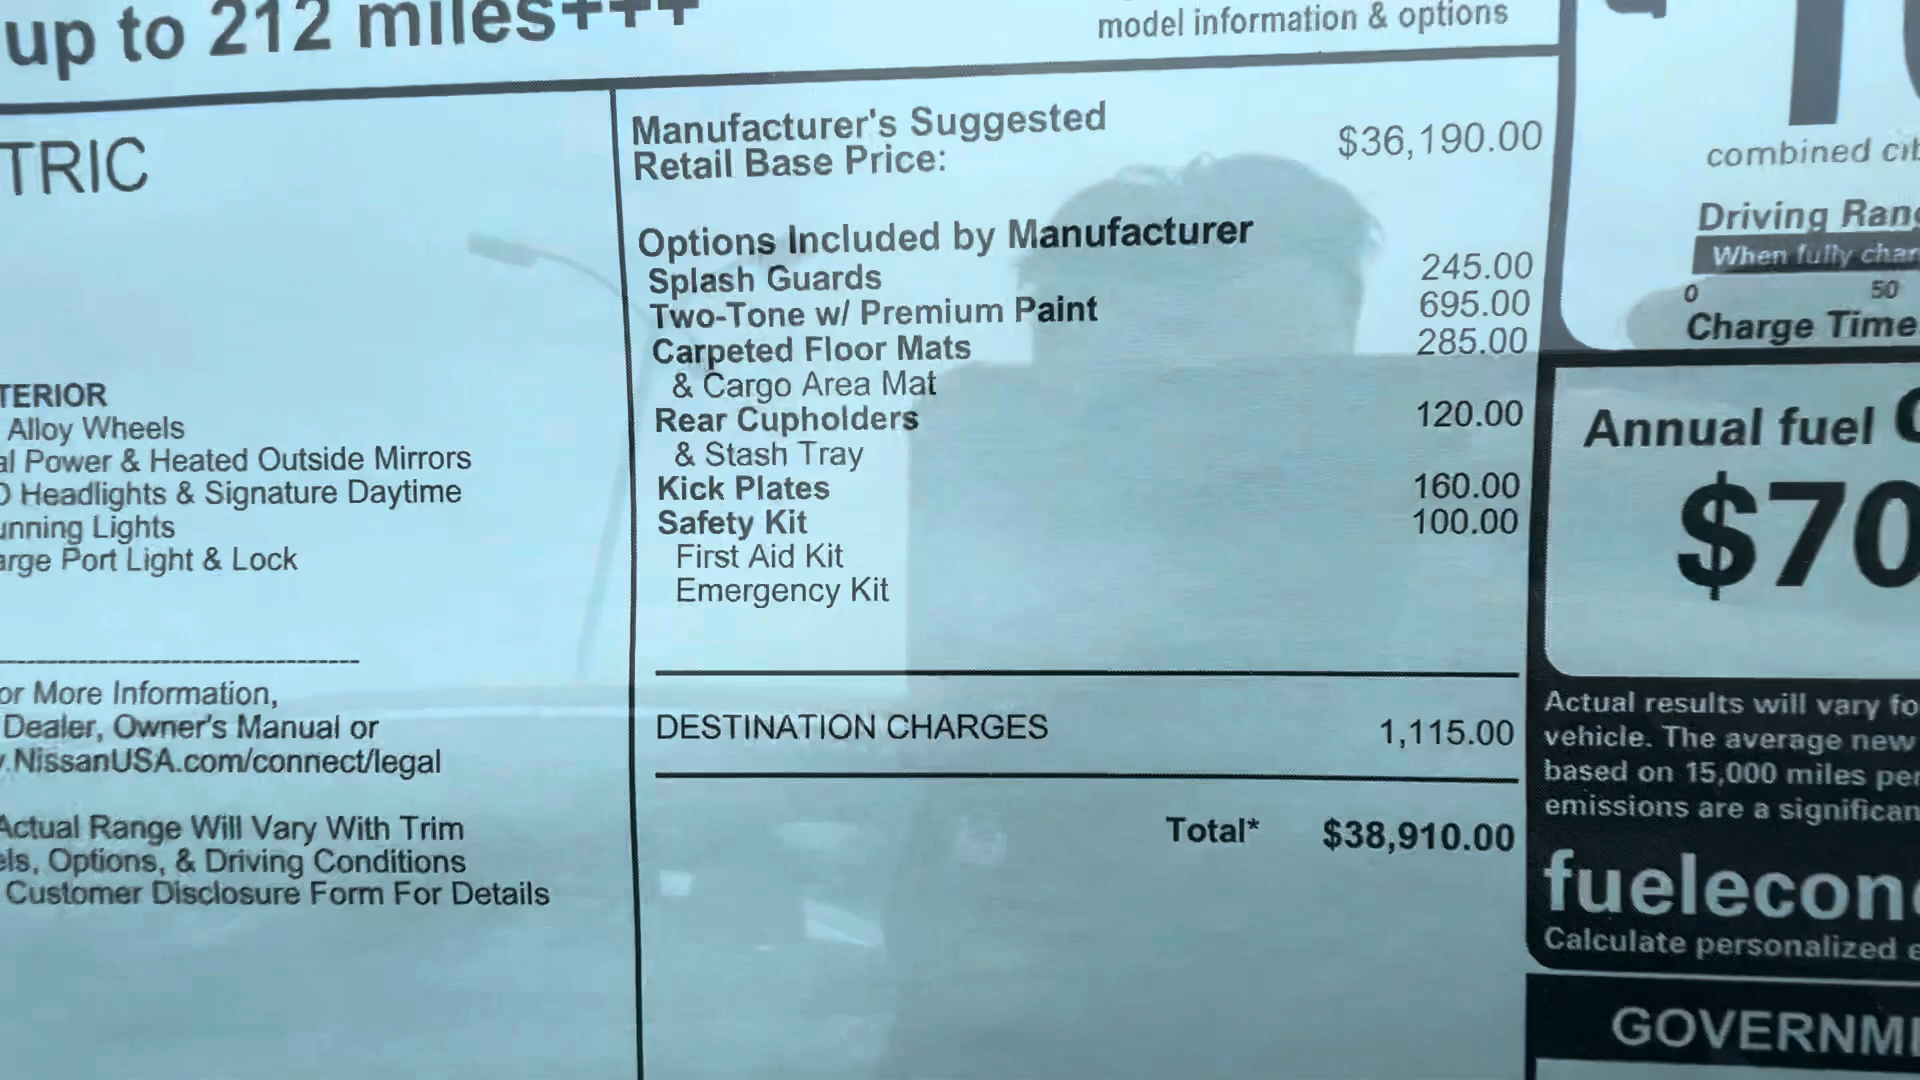 up to 212 miles+++
model information & options
TRIC
TERIOR
Alloy Wheels
al Power & Heated Outside Mirrors
D Headlights & Signature Daytime
unning Lights
arge Port Light & Lock
or More Information,
Dealer, Owner's Manual or
.NissanUSA.com/connect/legal
Actual Range Will Vary With Trim
els, Options, & Driving Conditions
Customer Disclosure Form For Details
Manufacturer's Suggested
Retail Base Price: $36,190.00
Options Included by Manufacturer
Splash Guards 245.00
Two-Tone w/ Premium Paint 695.00
Carpeted Floor Mats 285.00
& Cargo Area Mat
Rear Cupholders 120.00
& Stash Tray
Kick Plates 160.00
Safety Kit 100.00
First Aid Kit
Emergency Kit
DESTINATION CHARGES 1,115.00
Total* $38,910.00
combined cit
Driving Rang
When fully char
0 50
Charge Time
Annual fuel
$70
Actual results will vary fo
vehicle. The average new
based on 15,000 miles per
emissions are a significan
fuelecono
Calculate personalized e
GOVERNM